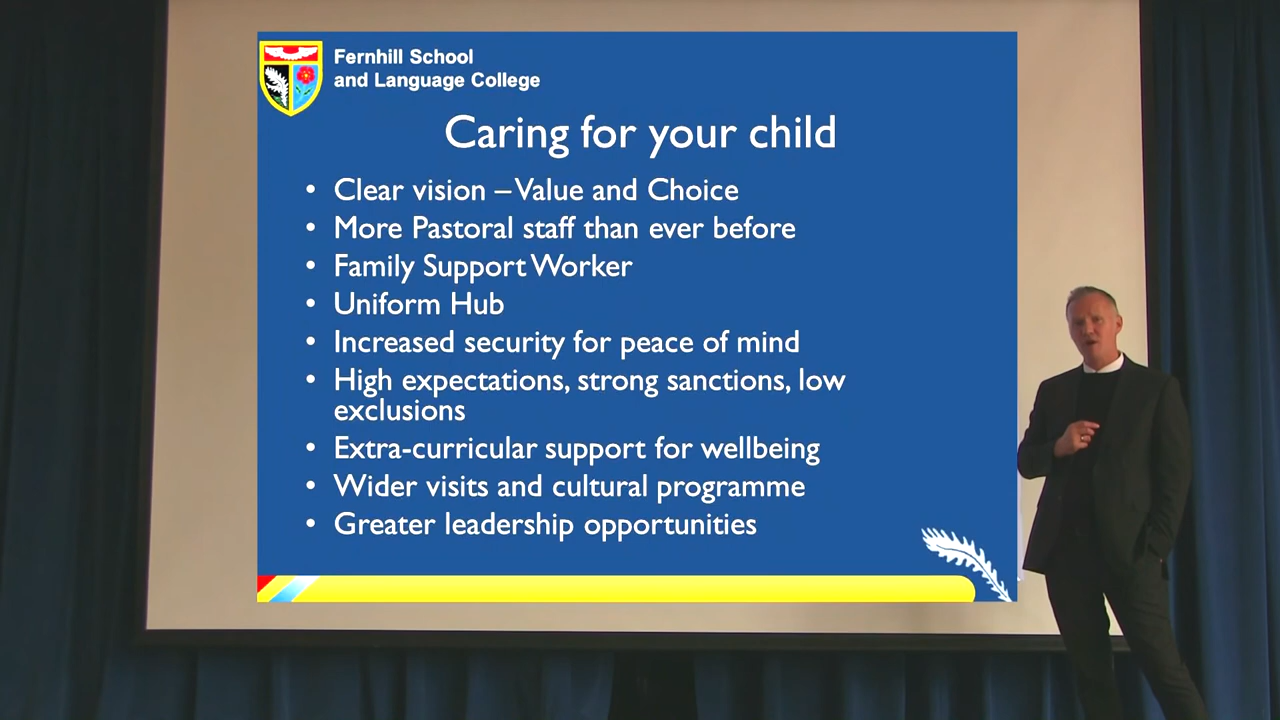 Fernhill School
and Language College
Caring for your child
• Clear vision – Value and Choice
• More Pastoral staff than ever before
• Family Support Worker
• Uniform Hub
• Increased security for peace of mind
• High expectations, strong sanctions, low
exclusions
• Extra-curricular support for wellbeing
• Wider visits and cultural programme
• Greater leadership opportunities